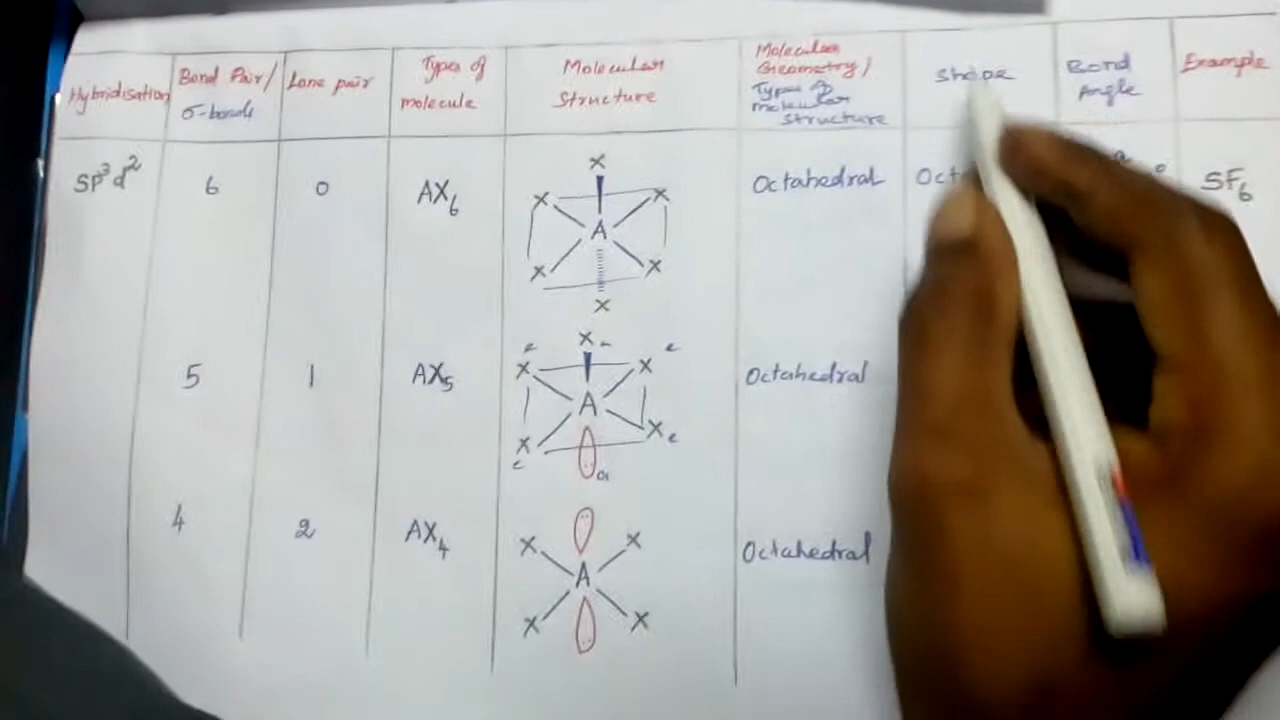 Hybridisation
Bond Pair/
σ-bonds
Lone pair
Types of
molecule
Molecular
Structure
Molecular
Geometry/
Types of
molecular
structure
Shape
Bond
Angle
Example
SP³d²
6
0
AX₆
X
X X
A
X X
X
Octahedral
Oct
SF₆
5
1
AX₅
X a
e X X e
A
X X e
e
a
Octahedral
4
2
AX₄
X X
A
X X
Octahedral